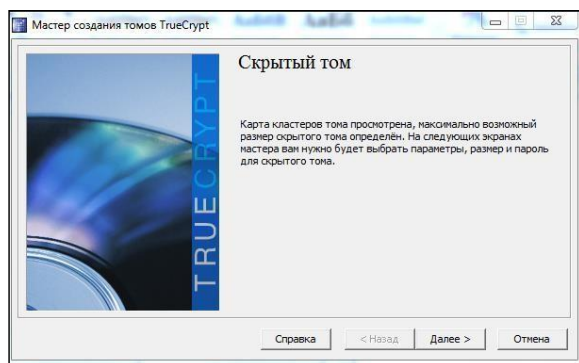 Мастер создания томов TrueCrypt
Скрытый том
Карта кластеров тома просмотрена, максимально возможный
размер скрытого тома определён. На следующих экранах
мастера вам нужно будет выбрать параметры, размер и пароль
для скрытого тома.
TRUECRYPT
Справка
< Назад
Далее >
Отмена